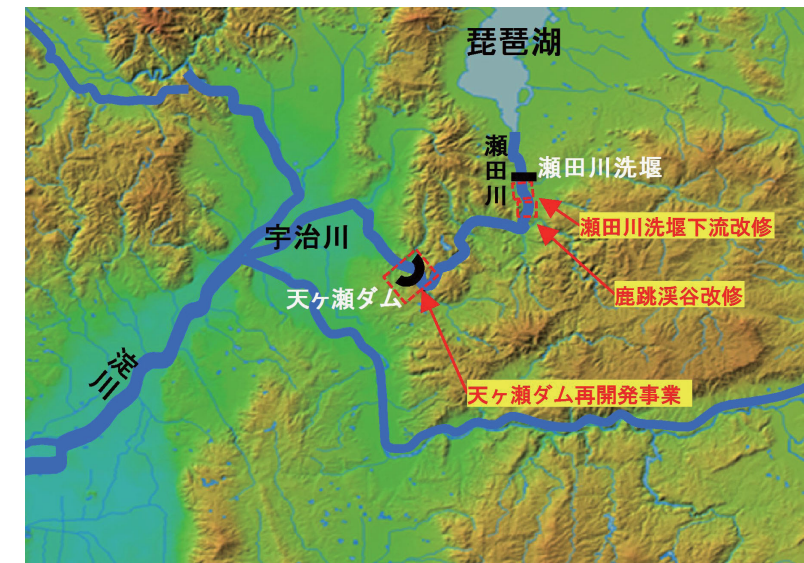 琵琶湖
瀬田川
瀬田川洗堰
瀬田川洗堰下流改修
宇治川
鹿跳渓谷改修
天ヶ瀬ダム
淀川
天ヶ瀬ダム再開発事業